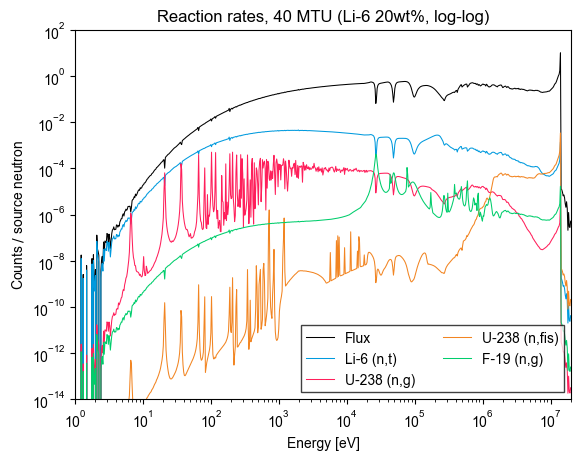 Reaction rates, 40 MTU (Li-6 20wt%, log-log)
Counts / source neutron
10^2
10^0
10^-2
10^-4
10^-6
10^-8
10^-10
10^-12
10^-14
Flux
Li-6 (n,t)
U-238 (n,g)
U-238 (n,fis)
F-19 (n,g)
10^0 10^1 10^2 10^3 10^4 10^5 10^6 10^7
Energy [eV]